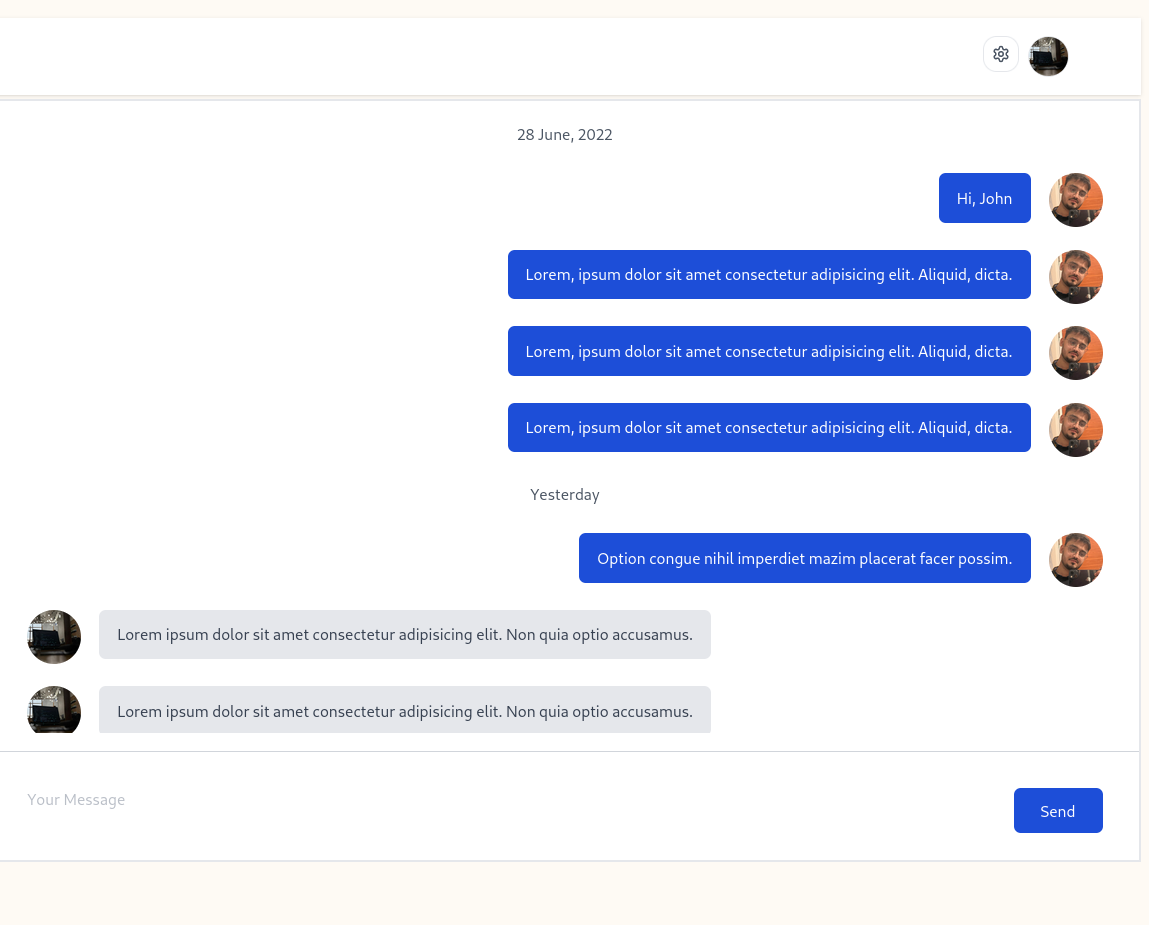 28 June, 2022
Hi, John
Lorem, ipsum dolor sit amet consectetur adipisicing elit. Aliquid, dicta.
Lorem, ipsum dolor sit amet consectetur adipisicing elit. Aliquid, dicta.
Lorem, ipsum dolor sit amet consectetur adipisicing elit. Aliquid, dicta.
Yesterday
Option congue nihil imperdiet mazim placerat facer possim.
Lorem ipsum dolor sit amet consectetur adipisicing elit. Non quia optio accusamus.
Lorem ipsum dolor sit amet consectetur adipisicing elit. Non quia optio accusamus.
Your Message
Send